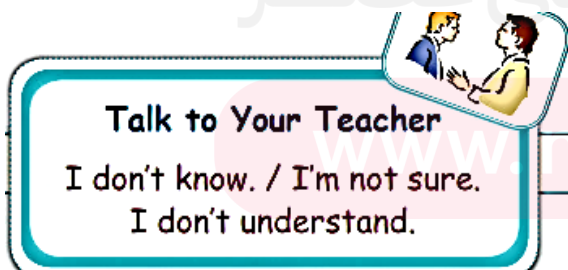 Talk to Your Teacher
I don't know. / I'm not sure.
I don't understand.